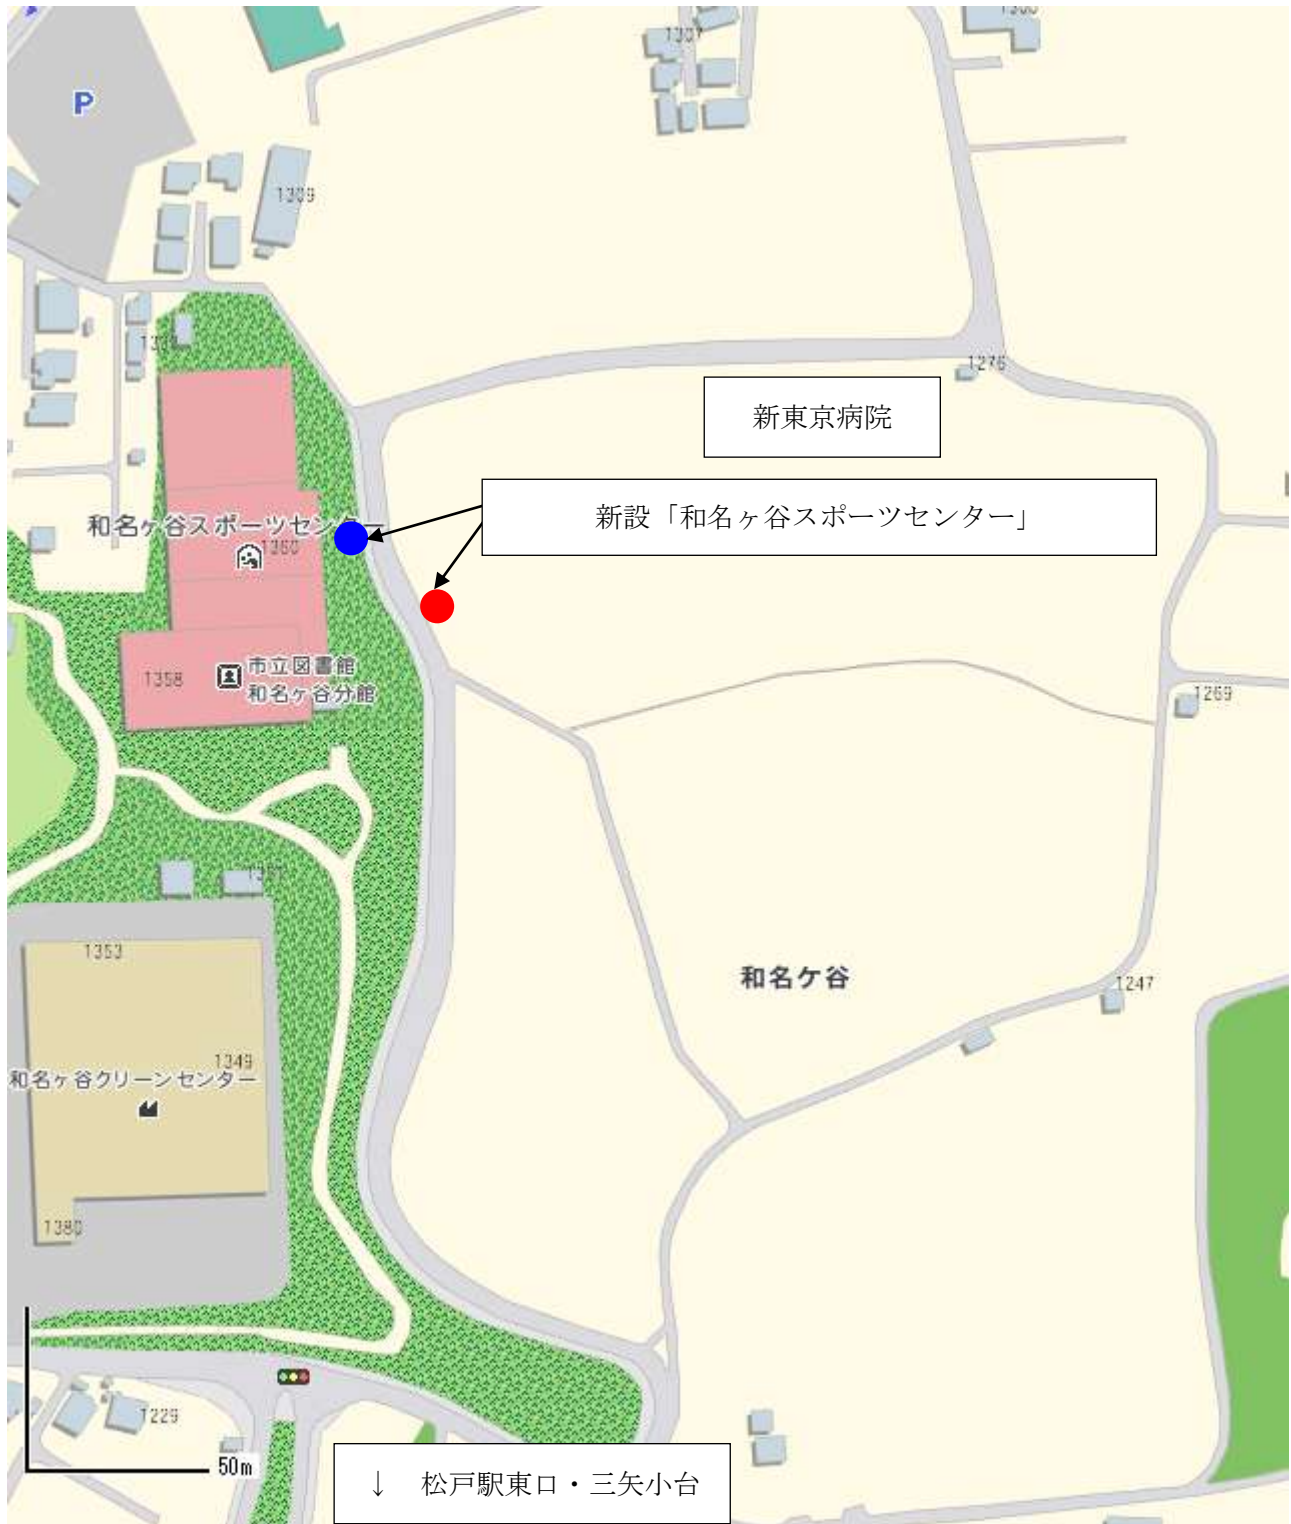 1307
P
1309
1276
新東京病院
新設「和名ヶ谷スポーツセンター」
和名ヶ谷スポーツセンター
1360
市立図書館
和名ヶ谷分館
1358
1269
和名ケ谷
1353
1247
1349
和名ヶ谷クリーンセンター
1380
1229
50m
↓ 松戸駅東口・三矢小台